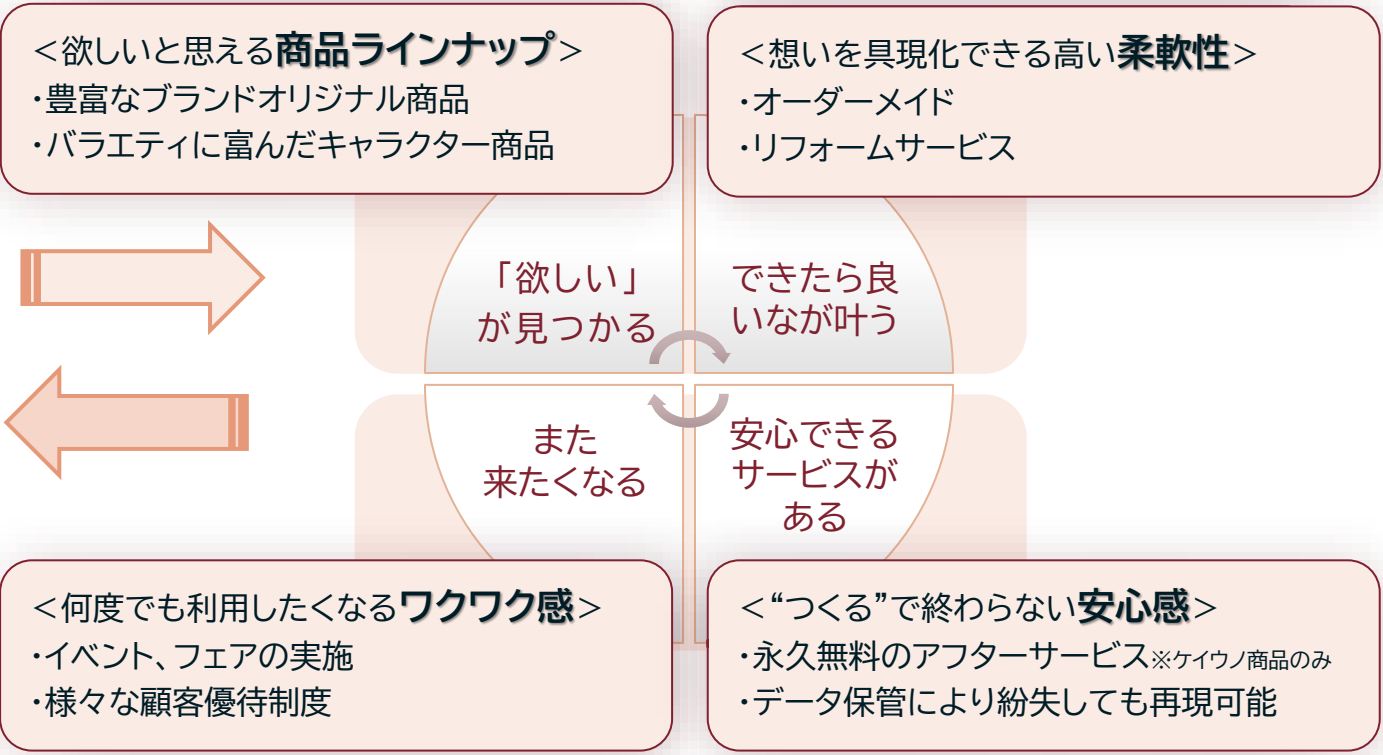 ＜欲しいと思える商品ラインナップ＞
・豊富なブランドオリジナル商品
・バラエティに富んだキャラクター商品
＜想いを具現化できる高い柔軟性＞
・オーダーメイド
・リフォームサービス
「欲しい」
が見つかる
できたら良
いなが叶う
また
来たくなる
安心できる
サービスが
ある
＜何度でも利用したくなるワクワク感＞
・イベント、フェアの実施
・様々な顧客優待制度
＜“つくる”で終わらない安心感＞
・永久無料のアフターサービス※ケイウノ商品のみ
・データ保管により紛失しても再現可能